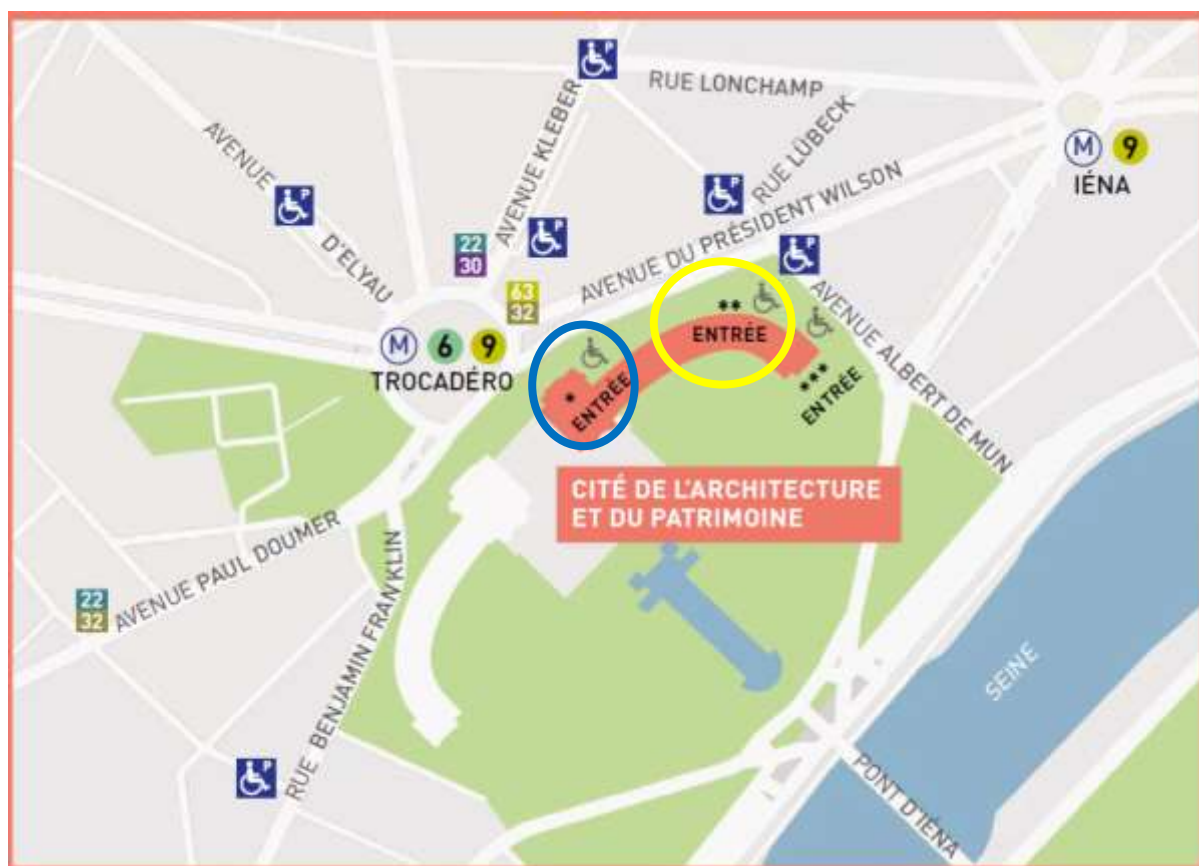 P
RUE LONCHAMP
AVENUE KLEBER
RUE LÜBECK
AVENUE
D'ELYAU
P
P
P
P
M 9
IÉNA
22
30
63
32
AVENUE DU PRÉSIDENT WILSON
**
ENTRÉE
M 6 9
TROCADÉRO
*
ENTRÉE
***
ENTRÉE
AVENUE ALBERT DE MUN
CITÉ DE L'ARCHITECTURE
ET DU PATRIMOINE
AVENUE PAUL DOUMER
22
32
RUE BENJAMIN FRANKLIN
P
SEINE
PONT D'IÉNA